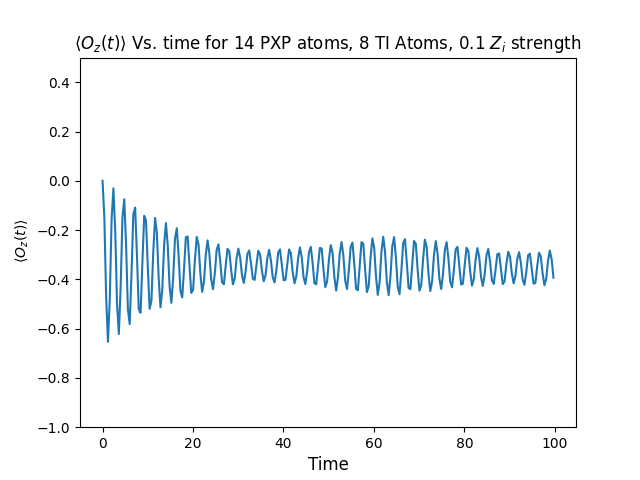 ⟨O_z(t)⟩ Vs. time for 14 PXP atoms, 8 TI Atoms, 0.1 Z_i strength
0.4
0.2
0.0
−0.2
−0.4
−0.6
−0.8
−1.0
⟨O_z(t)⟩
0 20 40 60 80 100
Time